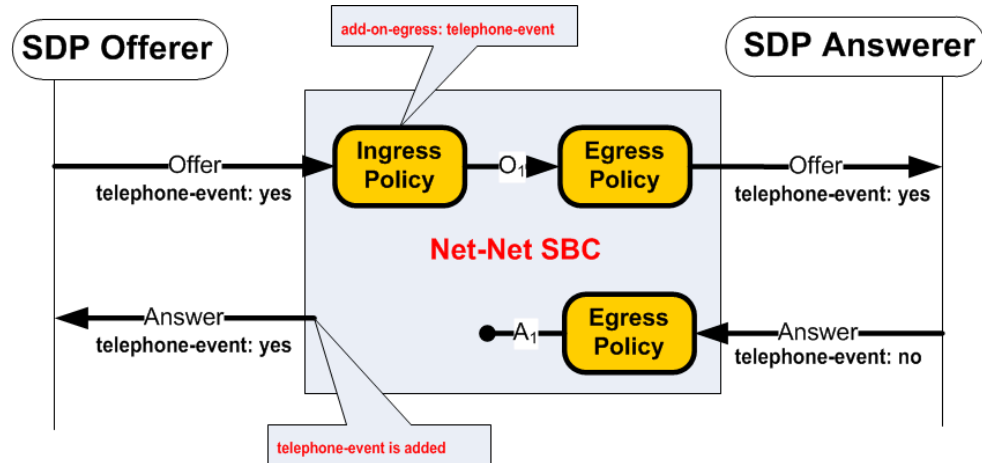 add-on-egress: telephone-event
SDP Offerer
SDP Answerer
Ingress
Policy
Egress
Policy
Offer
O₁
Offer
telephone-event: yes
telephone-event: yes
Net-Net SBC
Answer
telephone-event: yes
A₁
Egress
Policy
Answer
telephone-event: no
telephone-event is added